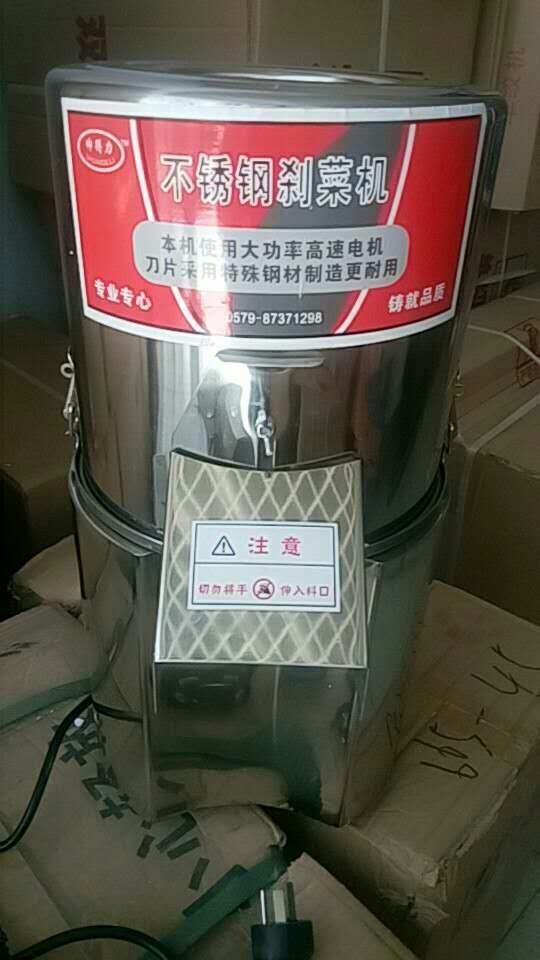 不锈钢刹菜机
本机使用大功率高速电机
刀片采用特殊钢材制造更耐用
专业专心
铸就品质
0579-87371298
注意
切勿将手
伸入料口